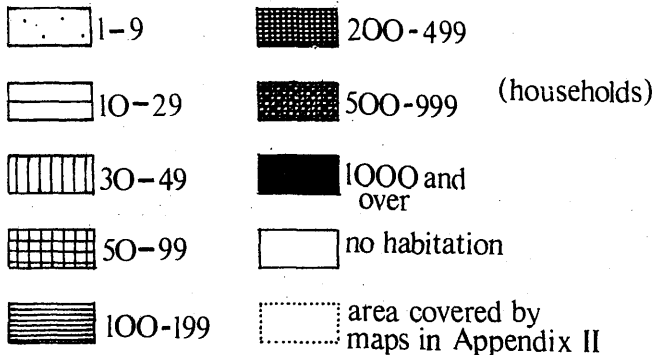 1-9
10-29
30-49
50-99
100-199
200-499
500-999
1000 and
over
no habitation
area covered by
maps in Appendix II
(households)